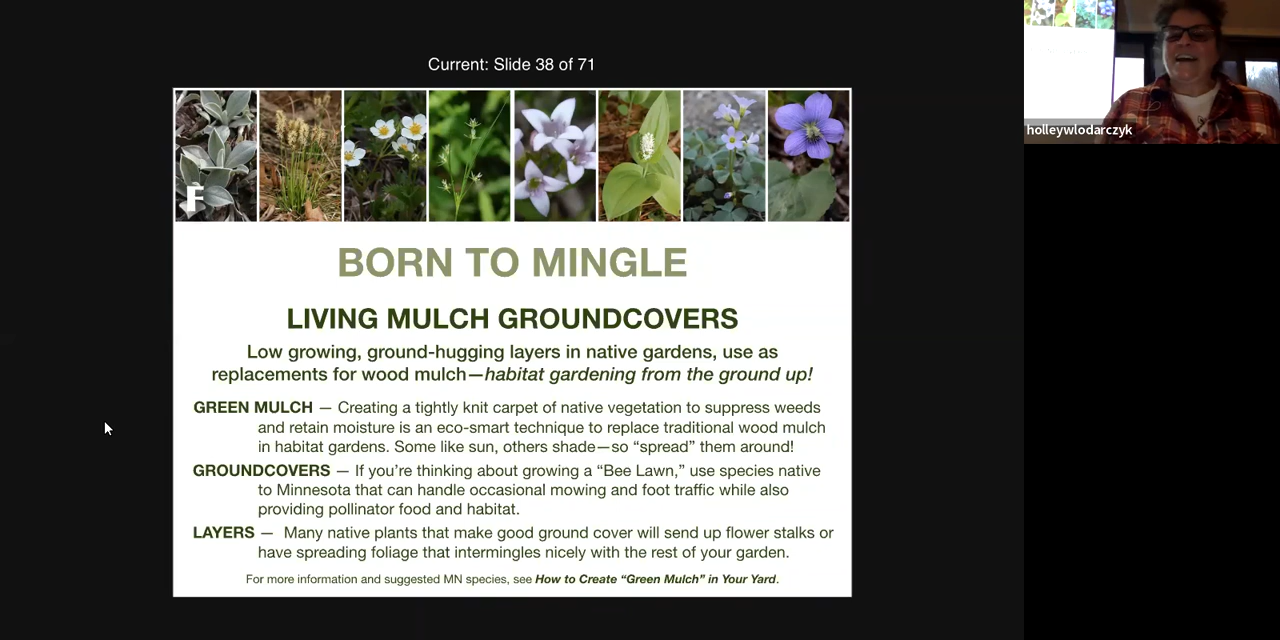 Current: Slide 38 of 71
F
BORN TO MINGLE
LIVING MULCH GROUNDCOVERS
Low growing, ground-hugging layers in native gardens, use as
replacements for wood mulch—habitat gardening from the ground up!
GREEN MULCH — Creating a tightly knit carpet of native vegetation to suppress weeds
and retain moisture is an eco-smart technique to replace traditional wood mulch
in habitat gardens. Some like sun, others shade—so “spread” them around!
GROUNDCOVERS — If you’re thinking about growing a “Bee Lawn,” use species native
to Minnesota that can handle occasional mowing and foot traffic while also
providing pollinator food and habitat.
LAYERS — Many native plants that make good ground cover will send up flower stalks or
have spreading foliage that intermingles nicely with the rest of your garden.
For more information and suggested MN species, see How to Create “Green Mulch” in Your Yard.
holleywlodarczyk